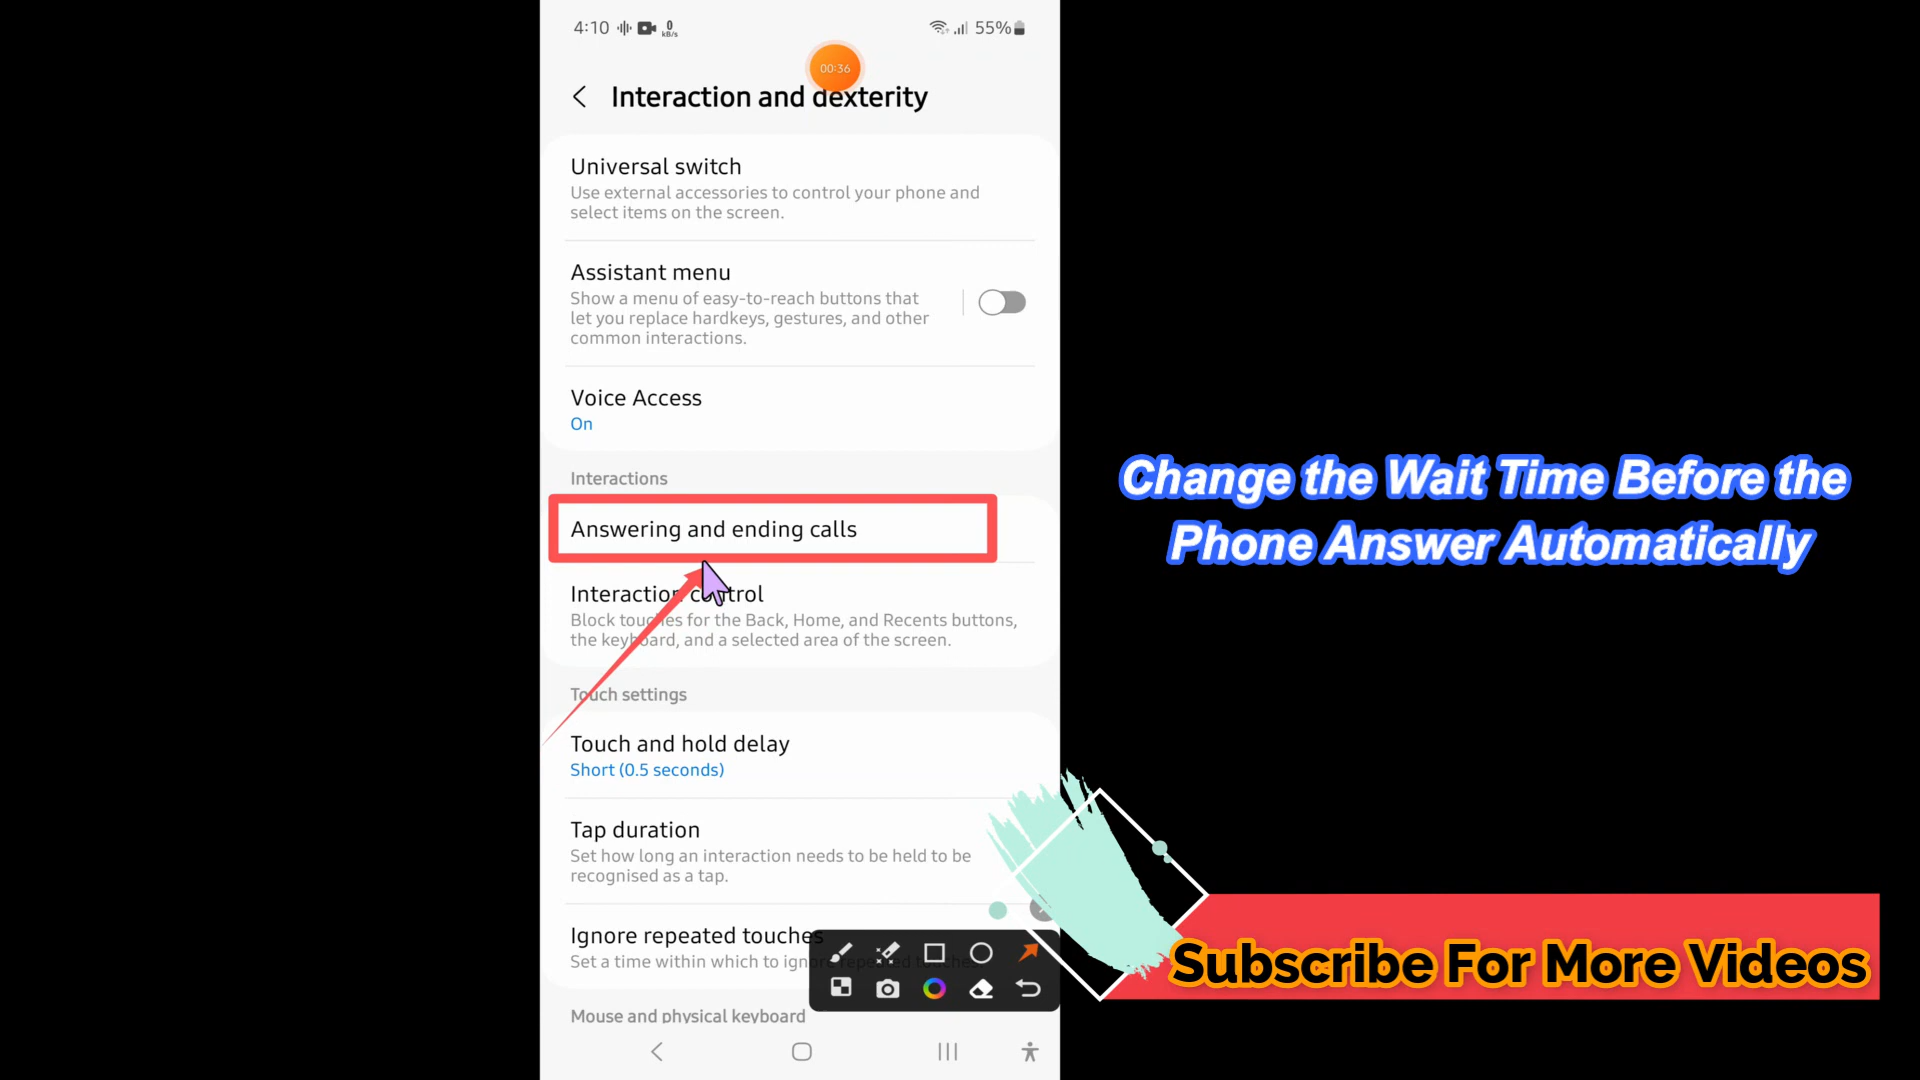 4:10 0 kB/s 55%
00:36
Interaction and dexterity
Universal switch
Use external accessories to control your phone and
select items on the screen.
Assistant menu
Show a menu of easy-to-reach buttons that
let you replace hardkeys, gestures, and other
common interactions.
Voice Access
On
Interactions
Answering and ending calls
Interaction control
Block touches for the Back, Home, and Recents buttons,
the keyboard, and a selected area of the screen.
Touch settings
Touch and hold delay
Short (0.5 seconds)
Tap duration
Set how long an interaction needs to be held to be
recognised as a tap.
Ignore repeated touches
Set a time within which to ignore repeated touches.
Mouse and physical keyboard
Change the Wait Time Before the
Phone Answer Automatically
Subscribe For More Videos